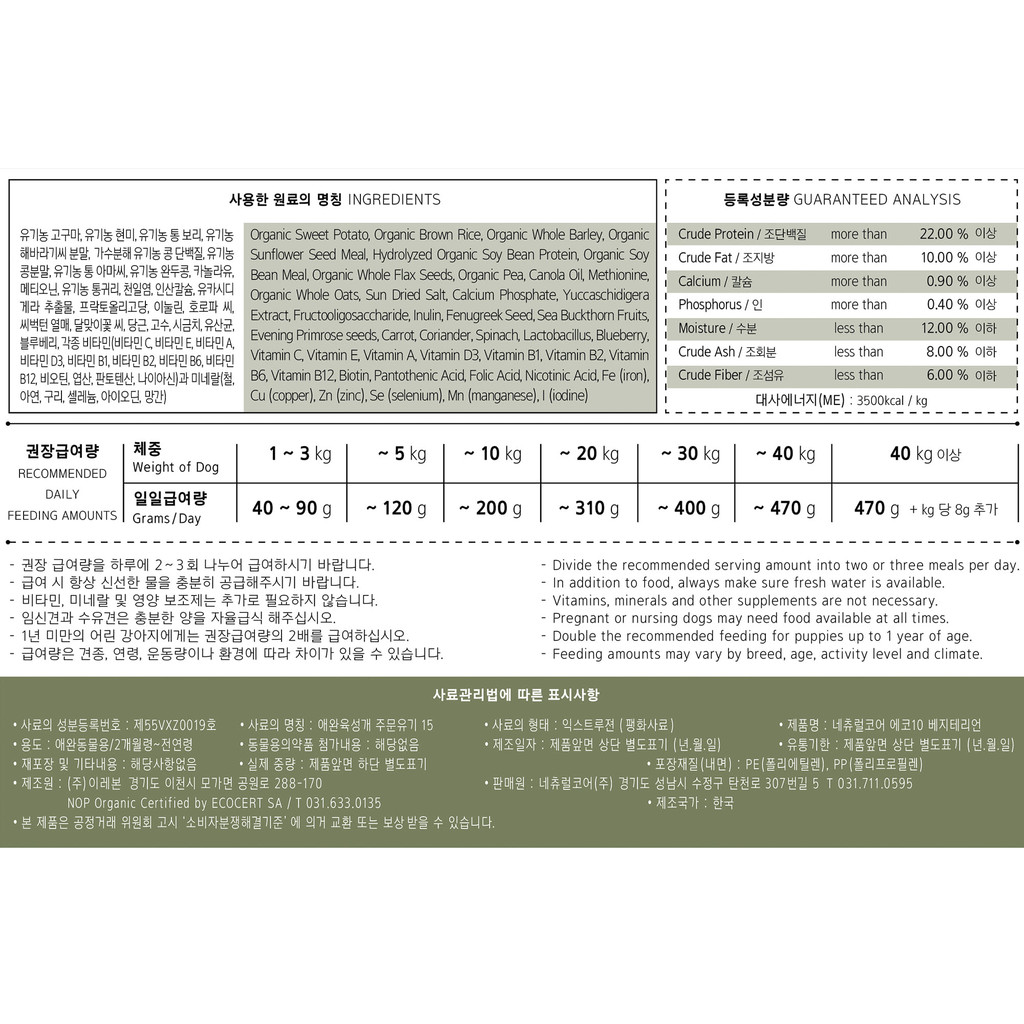 사용한 원료의 명칭 INGREDIENTS
유기농 고구마, 유기농 현미, 유기농 통 보리, 유기농
해바라기씨 분말, 가수분해 유기농 콩 단백질, 유기농
콩분말, 유기농 통 아마씨, 유기농 완두콩, 카놀라유,
메티오닌, 유기농 통귀리, 천일염, 인산칼슘, 유카시디
게라 추출물, 프락토올리고당, 이눌린, 호로파 씨,
씨벅턴 열매, 달맞이꽃 씨, 당근, 고수, 시금치, 유산균,
블루베리, 각종 비타민(비타민 C, 비타민 E, 비타민 A,
비타민 D3, 비타민 B1, 비타민 B2, 비타민 B6, 비타민
B12, 비오틴, 엽산, 판토텐산, 나이아신)과 미네랄(철,
아연, 구리, 셀레늄, 아이오딘, 망간)
Organic Sweet Potato, Organic Brown Rice, Organic Whole Barley, Organic
Sunflower Seed Meal, Hydrolyzed Organic Soy Bean Protein, Organic Soy
Bean Meal, Organic Whole Flax Seeds, Organic Pea, Canola Oil, Methionine,
Organic Whole Oats, Sun Dried Salt, Calcium Phosphate, Yuccaschidigera
Extract, Fructooligosaccharide, Inulin, Fenugreek Seed, Sea Buckthorn Fruits,
Evening Primrose seeds, Carrot, Coriander, Spinach, Lactobacillus, Blueberry,
Vitamin C, Vitamin E, Vitamin A, Vitamin D3, Vitamin B1, Vitamin B2, Vitamin
B6, Vitamin B12, Biotin, Pantothenic Acid, Folic Acid, Nicotinic Acid, Fe (iron),
Cu (copper), Zn (zinc), Se (selenium), Mn (manganese), I (iodine)
등록성분량 GUARANTEED ANALYSIS
Crude Protein / 조단백질 more than 22.00 % 이상
Crude Fat / 조지방 more than 10.00 % 이상
Calcium / 칼슘 more than 0.90 % 이상
Phosphorus / 인 more than 0.40 % 이상
Moisture / 수분 less than 12.00 % 이하
Crude Ash / 조회분 less than 8.00 % 이하
Crude Fiber / 조섬유 less than 6.00 % 이하
대사에너지(ME) : 3500kcal / kg
권장급여량
RECOMMENDED
DAILY
FEEDING AMOUNTS
체중
Weight of Dog
1 ~ 3 kg ~ 5 kg ~ 10 kg ~ 20 kg ~ 30 kg ~ 40 kg 40 kg 이상
일일급여량
Grams/Day
40 ~ 90 g ~ 120 g ~ 200 g ~ 310 g ~ 400 g ~ 470 g 470 g + kg 당 8g 추가
- 권장 급여량을 하루에 2 ~ 3 회 나누어 급여하시기 바랍니다.
- 급여 시 항상 신선한 물을 충분히 공급해주시기 바랍니다.
- 비타민, 미네랄 및 영양 보조제는 추가로 필요하지 않습니다.
- 임신견과 수유견은 충분한 양을 자율급식 해주십시오.
- 1년 미만의 어린 강아지에게는 권장급여량의 2배를 급여하십시오.
- 급여량은 견종, 연령, 운동량이나 환경에 따라 차이가 있을 수 있습니다.
- Divide the recommended serving amount into two or three meals per day.
- In addition to food, always make sure fresh water is available.
- Vitamins, minerals and other supplements are not necessary.
- Pregnant or nursing dogs may need food available at all times.
- Double the recommended feeding for puppies up to 1 year of age.
- Feeding amounts may vary by breed, age, activity level and climate.
사료관리법에 따른 표시사항
• 사료의 성분등록번호 : 제55VXZ0019호 • 사료의 명칭 : 애완육성개 주문유기 15 • 사료의 형태 : 익스트루젼 (팽화사료) • 제품명 : 네츄럴코어 에코10 베지테리언
• 용도 : 애완동물용/2개월령~전연령 • 동물용의약품 첨가내용 : 해당없음 • 제조일자 : 제품앞면 상단 별도표기 (년.월.일) • 유통기한 : 제품앞면 상단 별도표기 (년.월.일)
• 재포장 및 기타내용 : 해당사항없음 • 실제 중량 : 제품앞면 하단 별도표기 • 포장재질(내면) : PE(폴리에틸렌), PP(폴리프로필렌)
• 제조원 : (주)이레본 경기도 이천시 모가면 공원로 288-170 • 판매원 : 네츄럴코어(주) 경기도 성남시 수정구 탄천로 307번길 5 T 031.711.0595
NOP Organic Certified by ECOCERT SA / T 031.633.0135 • 제조국가 : 한국
• 본 제품은 공정거래 위원회 고시 '소비자분쟁해결기준' 에 의거 교환 또는 보상 받을 수 있습니다.